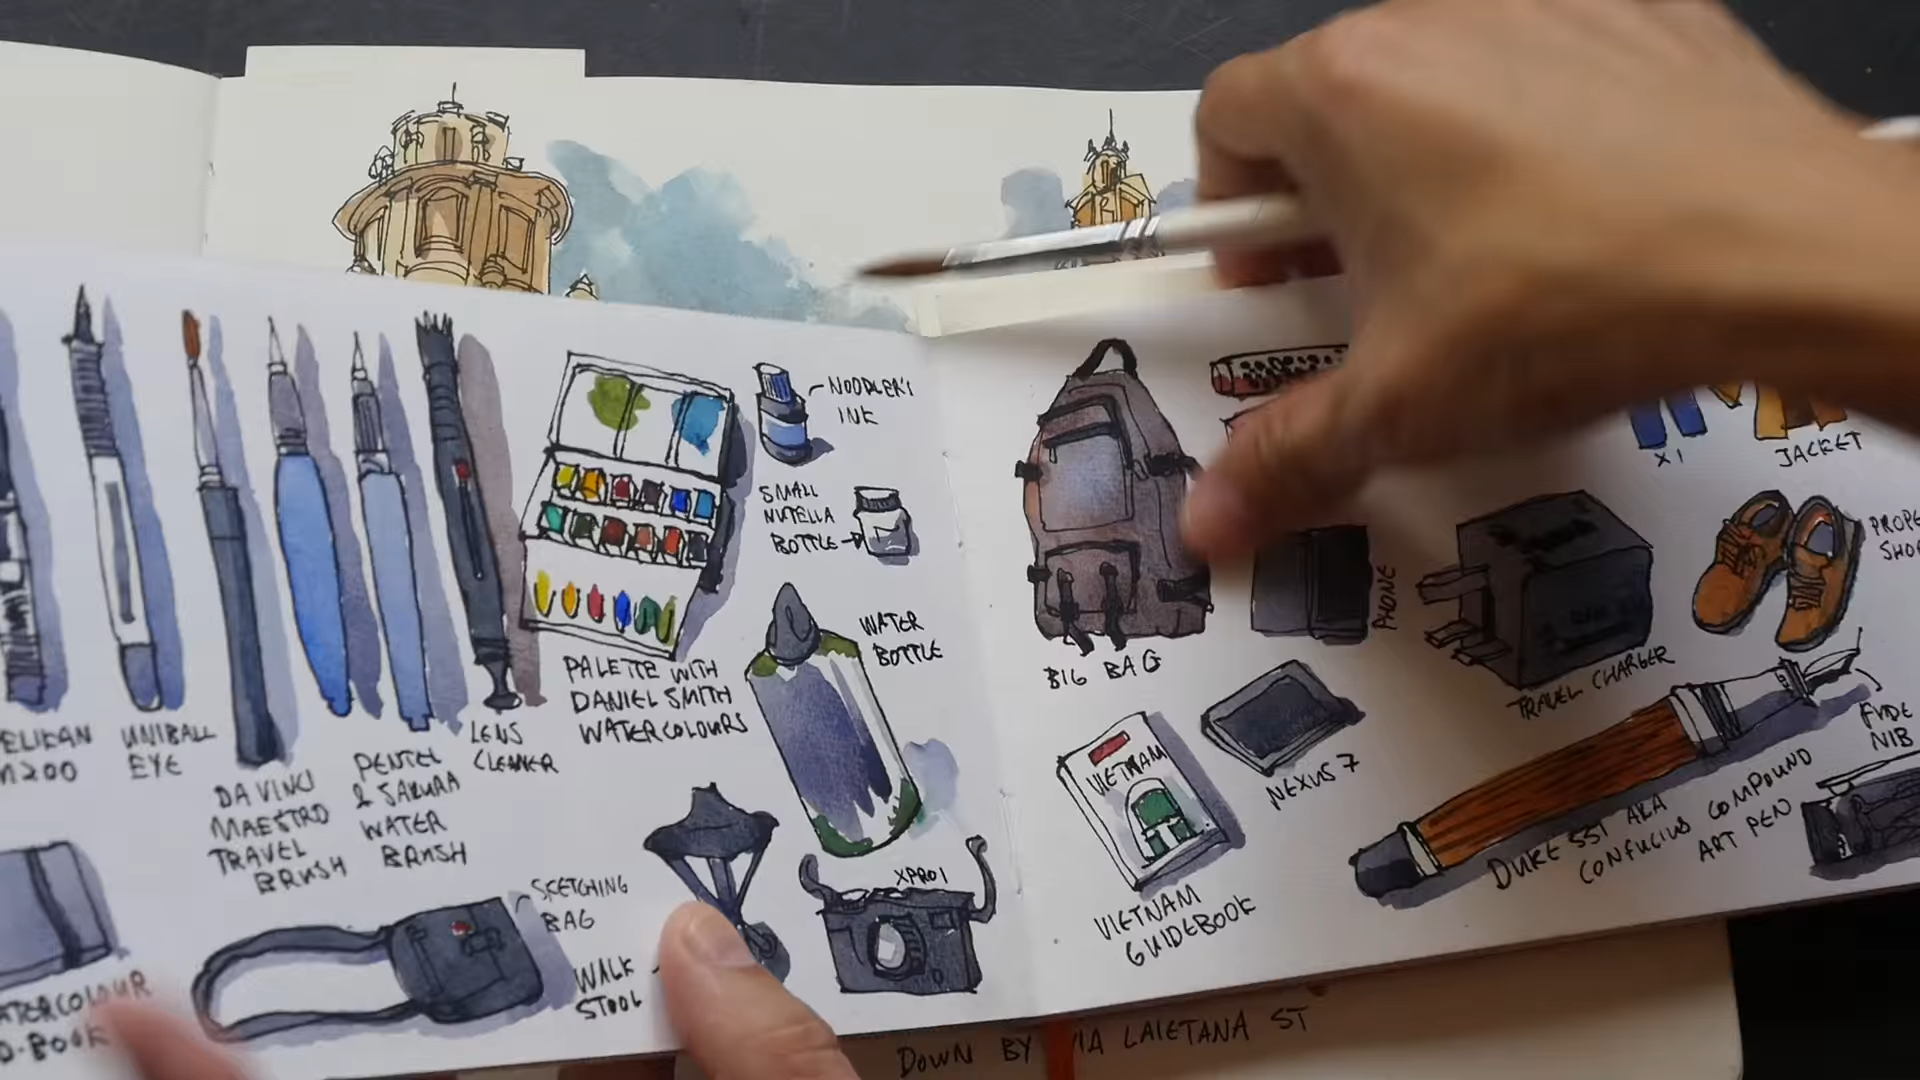 NOODLER'S
INK
SMALL
NUTELLA
BOTTLE
WATER
BOTTLE
UNIBALL
EYE
DA VINCI
MAESTRO
TRAVEL
BRUSH
PENTEL
& SAKURA
WATER
BRUSH
LENS
CLEANER
PALETTE WITH
DANIEL SMITH
WATERCOLOURS
SKETCHING
BAG
WALK
STOOL
XPRO1
BIG BAG
PHONE
X1
JACKET
TRAVEL CHARGER
VIETNAM
VIETNAM
GUIDEBOOK
NEXUS 7
DUKE 551 AKA
CONFUCIUS COMPOUND
ART PEN
FUDE
NIB
DOWN BY VIA LAIETANA ST